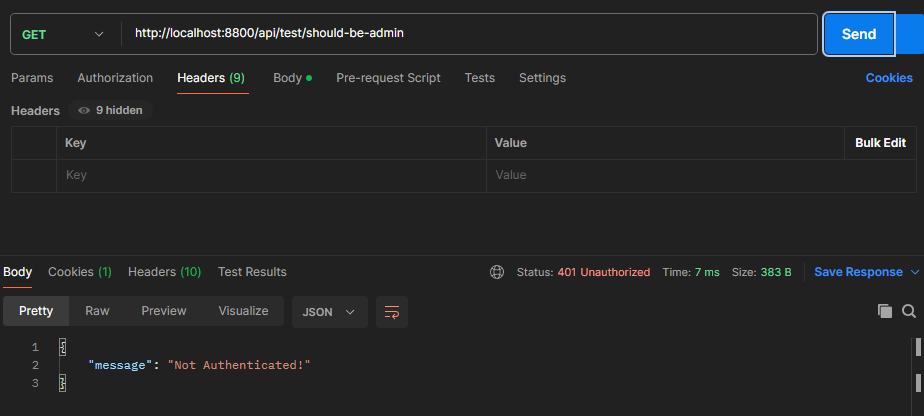 GET http://localhost:8800/api/test/should-be-admin Send
Params Authorization Headers (9) Body Pre-request Script Tests Settings Cookies
Headers 9 hidden
Key Value Bulk Edit
Key Value
Body Cookies (1) Headers (10) Test Results Status: 401 Unauthorized Time: 7 ms Size: 383 B Save Response
Pretty Raw Preview Visualize JSON
1 {
2 "message": "Not Authenticated!"
3 }